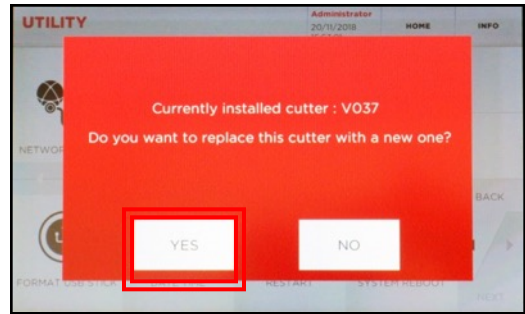 UTILITY
Administrator
20/11/2018
HOME
INFO
Currently installed cutter : V037
Do you want to replace this cutter with a new one?
NETWOR
BACK
YES
NO
FORMAT USB STICK
RESTART
SYSTEM REBOOT
NEXT